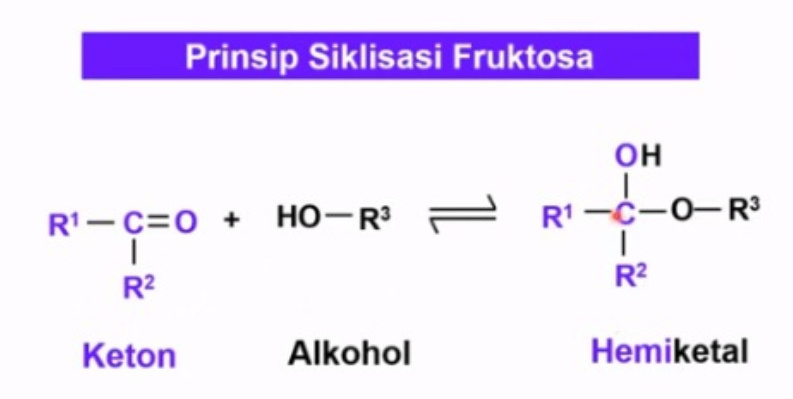 Prinsip Siklisasi Fruktosa
OH
R¹—C=O + HO—R³ ⇌ R¹—C—O—R³
R² R²
Keton Alkohol Hemiketal